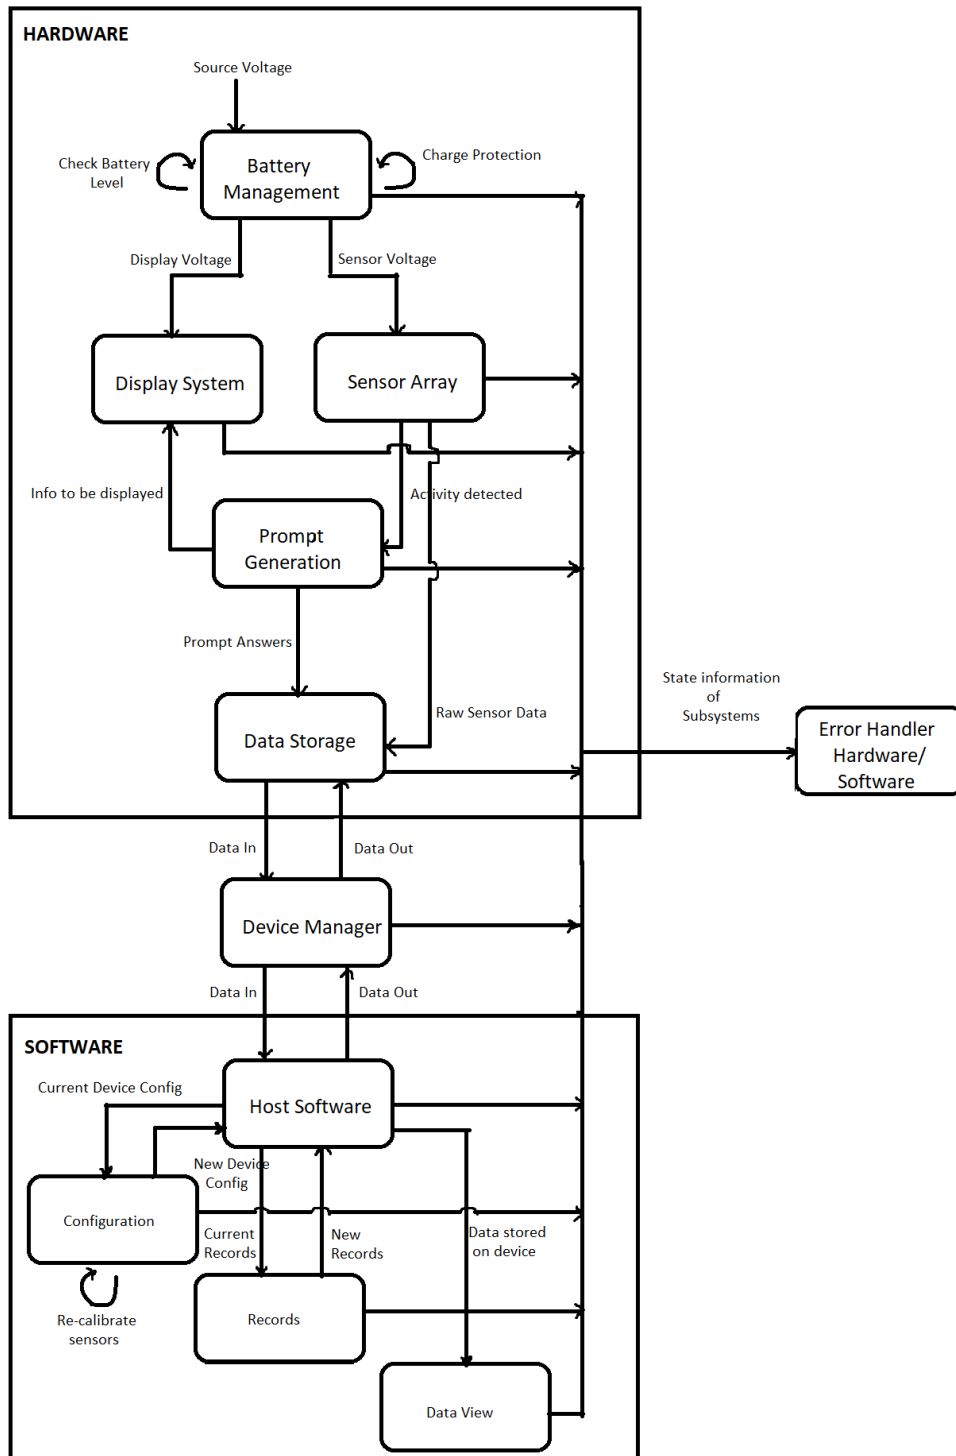 HARDWARE
Source Voltage
Check Battery
Level
Battery
Management
Charge Protection
Display Voltage
Sensor Voltage
Display System
Sensor Array
Info to be displayed
Activity detected
Prompt
Generation
Prompt Answers
Raw Sensor Data
Data Storage
State information
of
Subsystems
Error Handler
Hardware/
Software
Data In
Data Out
Device Manager
Data In
Data Out
SOFTWARE
Current Device Config
Host Software
New Device
Config
Configuration
Current
Records
New
Records
Data stored
on device
Re-calibrate
sensors
Records
Data View